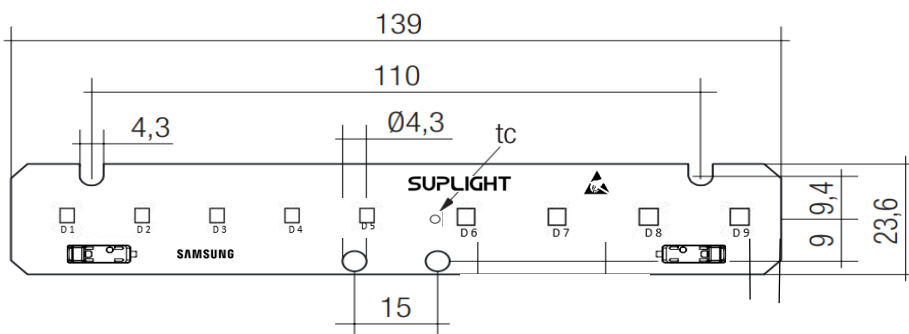 139
110
4,3
Ø4,3
tc
SUPLIGHT
D1
D2
D3
D4
D5
D6
D7
D8
D9
SAMSUNG
9,4
9
23,6
15